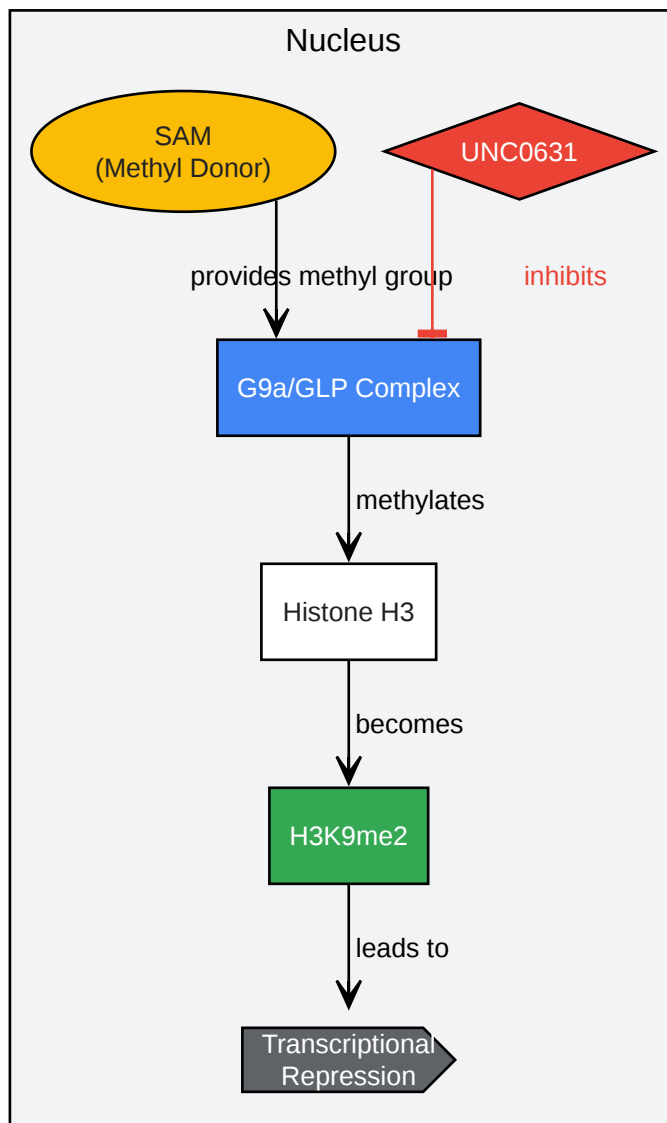 Nucleus
SAM
(Methyl Donor)
UNC0631
provides methyl group
inhibits
G9a/GLP Complex
methylates
Histone H3
becomes
H3K9me2
leads to
Transcriptional
Repression